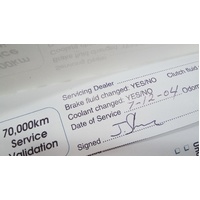 Servicing Dealer
Brake fluid changed: YES/NO Clutch fluid
Coolant changed: YES/NO Odom
Date of Service 7-12-04
Signed
70,000km
Service
Validation